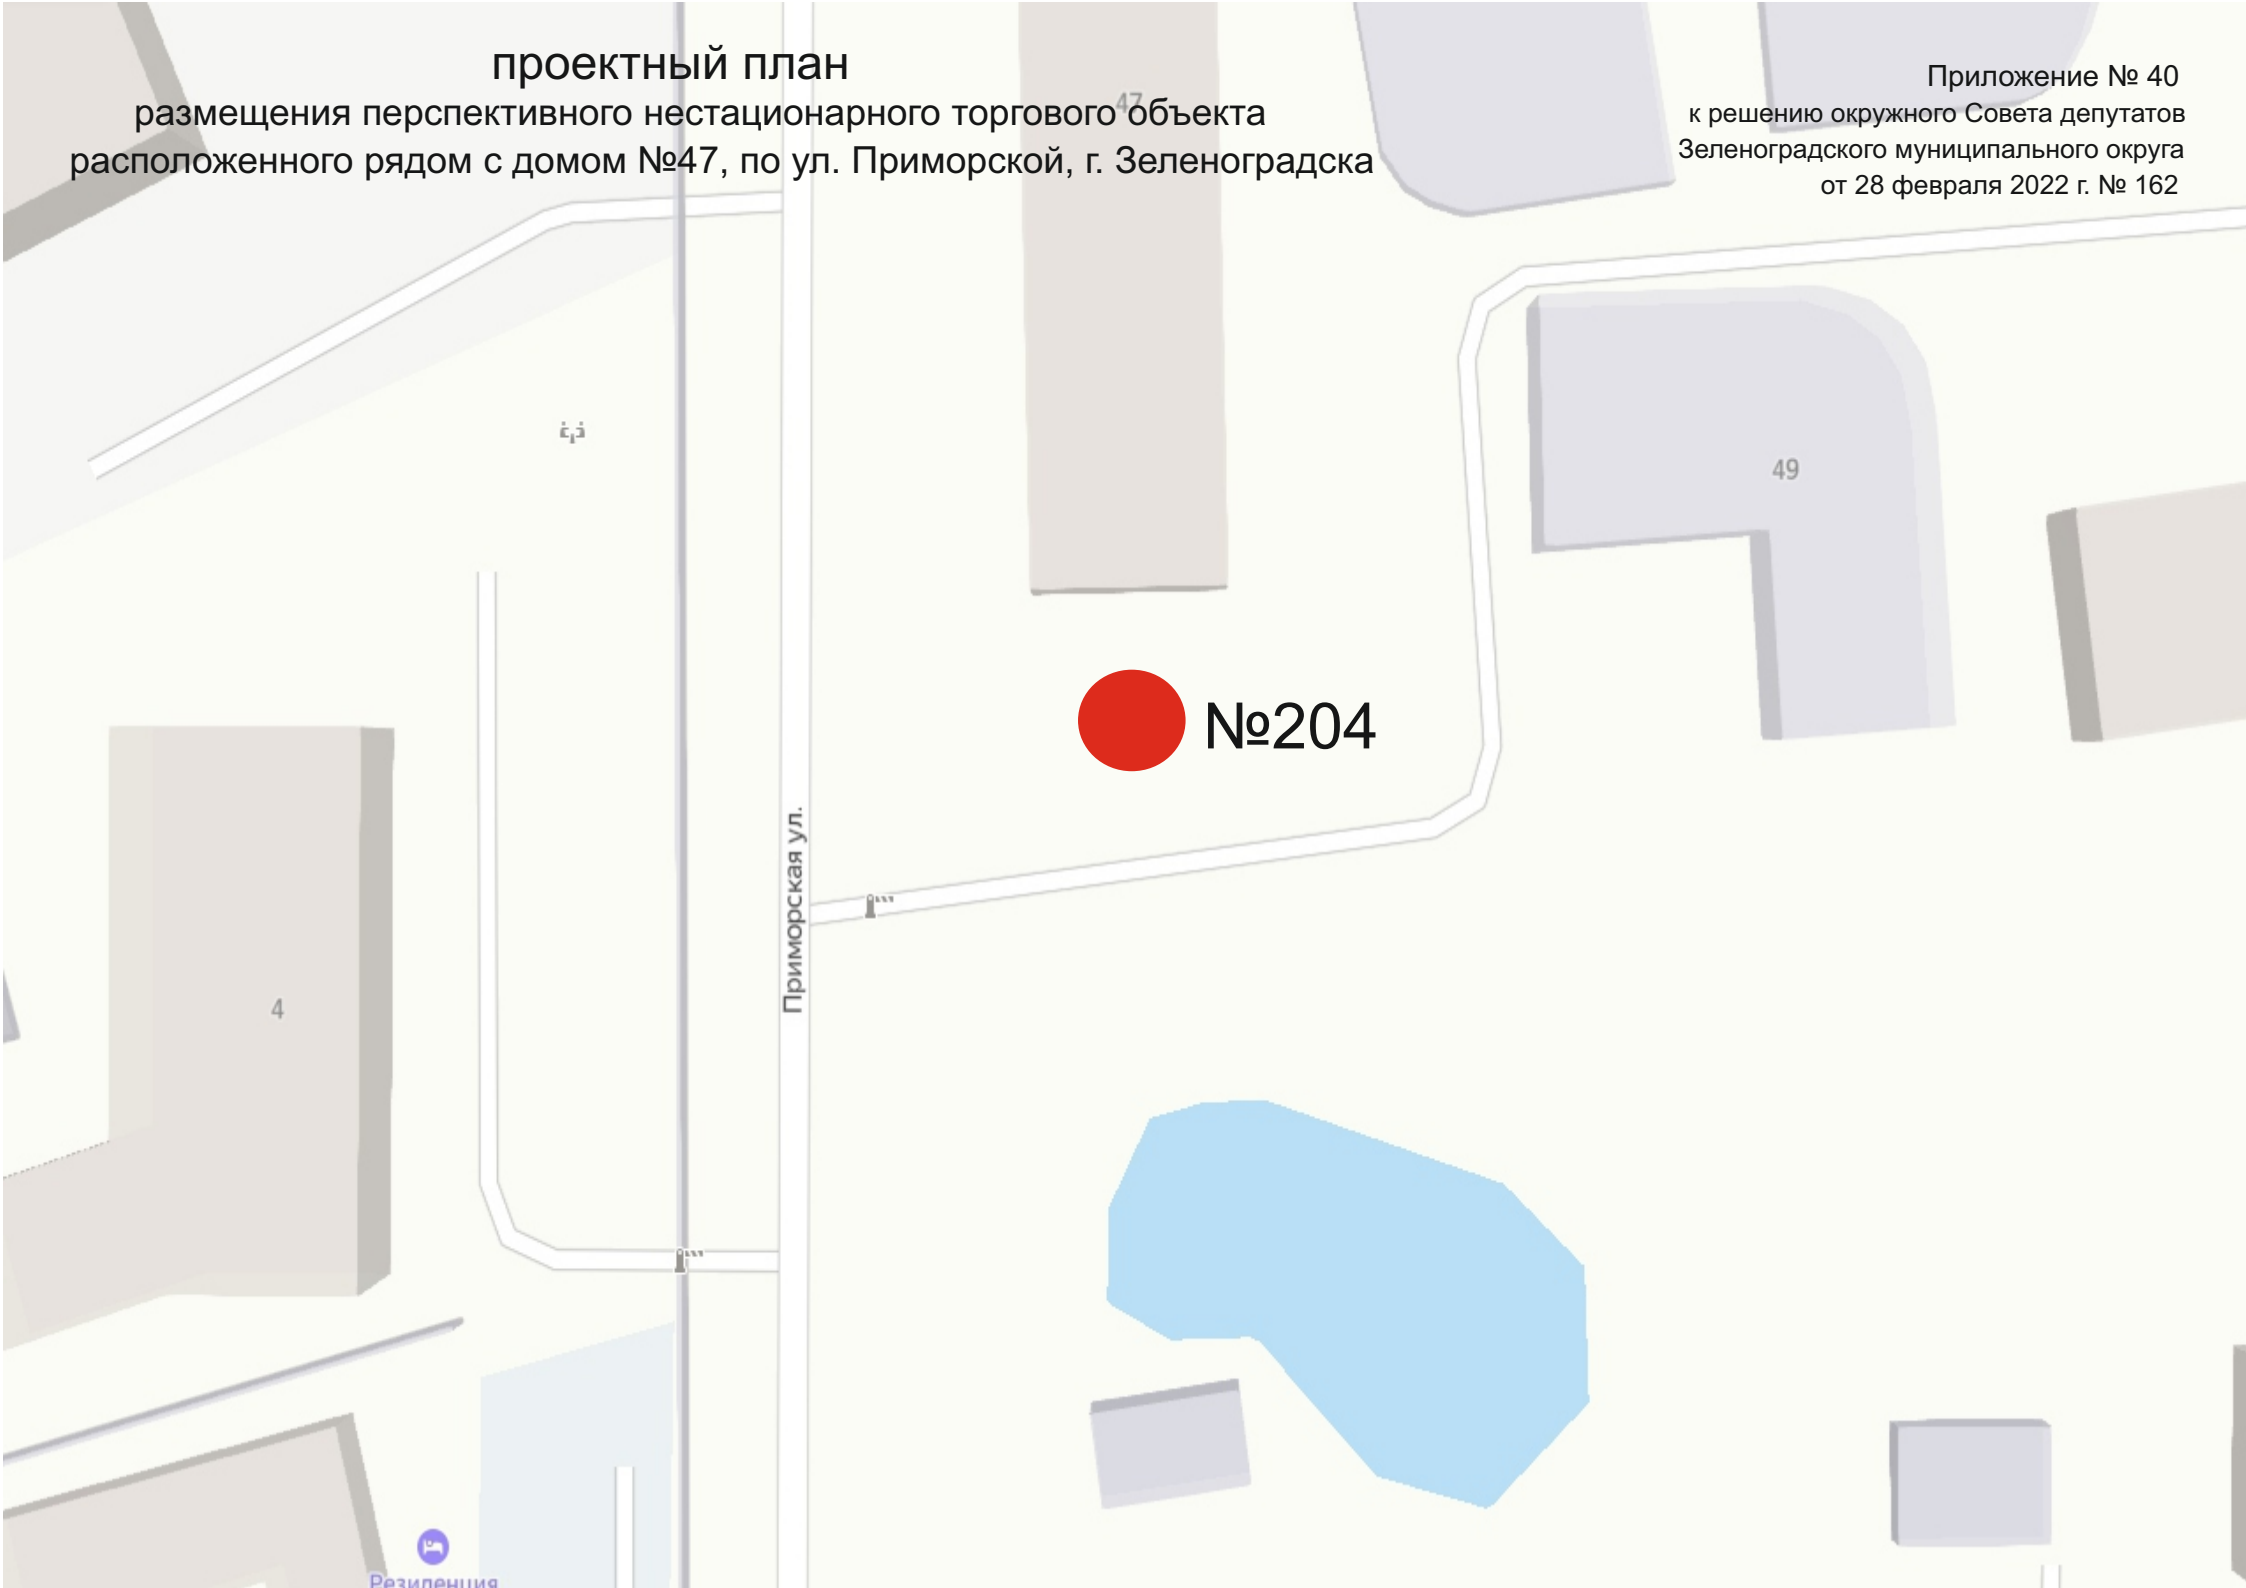 проектный план
размещения перспективного нестационарного торгового объекта
расположенного рядом с домом №47, по ул. Приморской, г. Зеленоградска
Приложение № 40
к решению окружного Совета депутатов
Зеленоградского муниципального округа
от 28 февраля 2022 г. № 162
47
49
№204
Приморская ул.
4
Резиденция